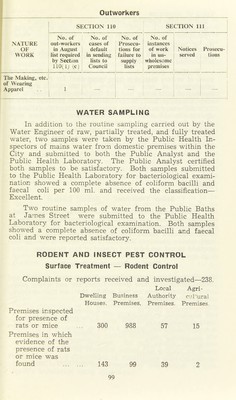 Outworkers
SECTION 110 SECTION 111
NATURE OF WORK
No. of out-workers in August list required by Section 110(1) (c)
No. of cases of default in sending lists to Council
No. of Prosecutions for failure to supply lists
No. of instances of work in unwholesome premises
Notices served
Prosecutions
The Making, etc. of Wearing Apparel 1 — — — — —
WATER SAMPLING
In addition to the routine sampling carried out by the
Water Engineer of raw, partially treated, and fully treated
water, two samples were taken by the Public Health In-
spectors of mains water from domestic premises within the
City and submitted to both the Public Analyst and the
Public Health Laboratory. The Public Analyst certified
both samples to be satisfactory. Both samples submitted
to the Public Health Laboratory for bacteriological exami-
nation showed a complete absence of coliform bacilli and
faecal coli per 100 ml. and received the classification—
Excellent.
Two routine samples of water from the Public Baths
at James Street were submitted to the Public Health
Laboratory for bacteriological examination. Both samples
showed a complete absence of coliform bacilli and faecal
coli and were reported satisfactory.
RODENT AND INSECT PEST CONTROL
Surface Treatment — Rodent Control
Complaints or reports received and investigated—238.
Local Agri-
Dwelling Business Authority cultural
Houses. Premises. Premises. Premises.
Premises inspected
for presence of
rats or mice 300 988 57 15
Premises in which
evidence of the
presence of rats
or mice was
found 143 99 39 2
99